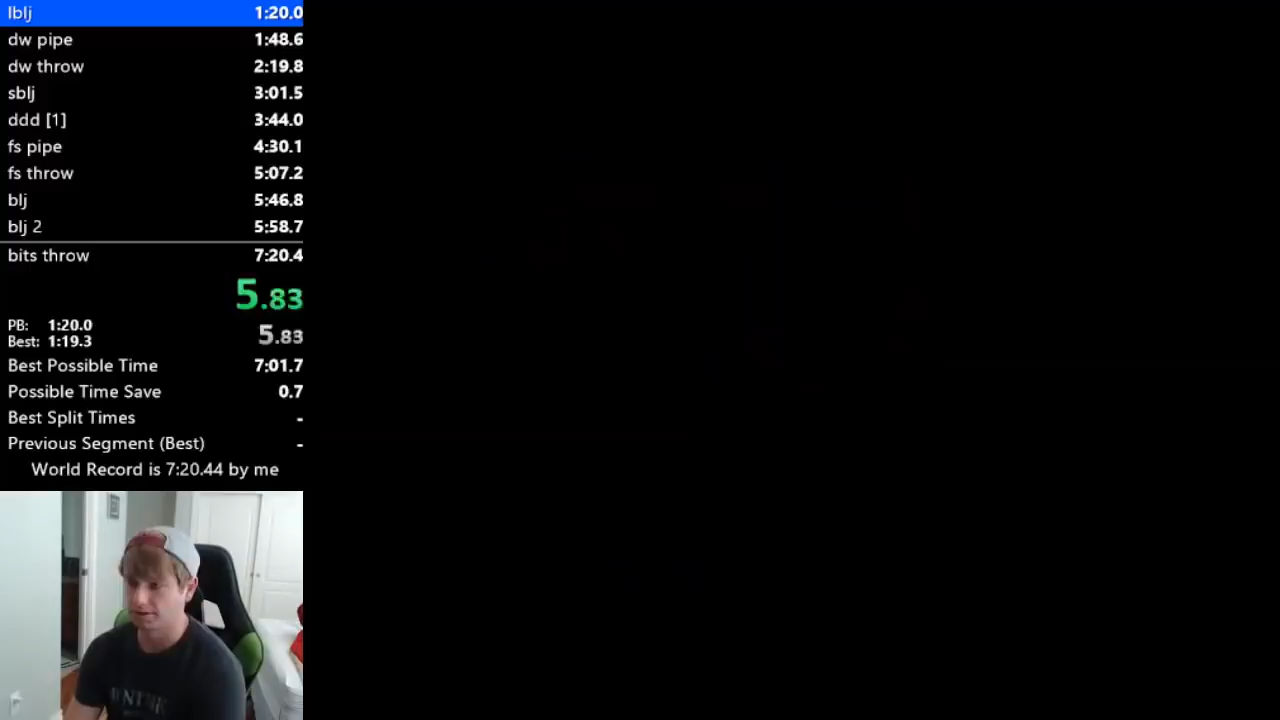 lblj 1:20.0
dw pipe 1:48.6
dw throw 2:19.8
sblj 3:01.5
ddd [1] 3:44.0
fs pipe 4:30.1
fs throw 5:07.2
blj 5:46.8
blj 2 5:58.7
bits throw 7:20.4
5.83
PB: 1:20.0 5.83
Best: 1:19.3
Best Possible Time 7:01.7
Possible Time Save 0.7
Best Split Times -
Previous Segment (Best) -
World Record is 7:20.44 by me